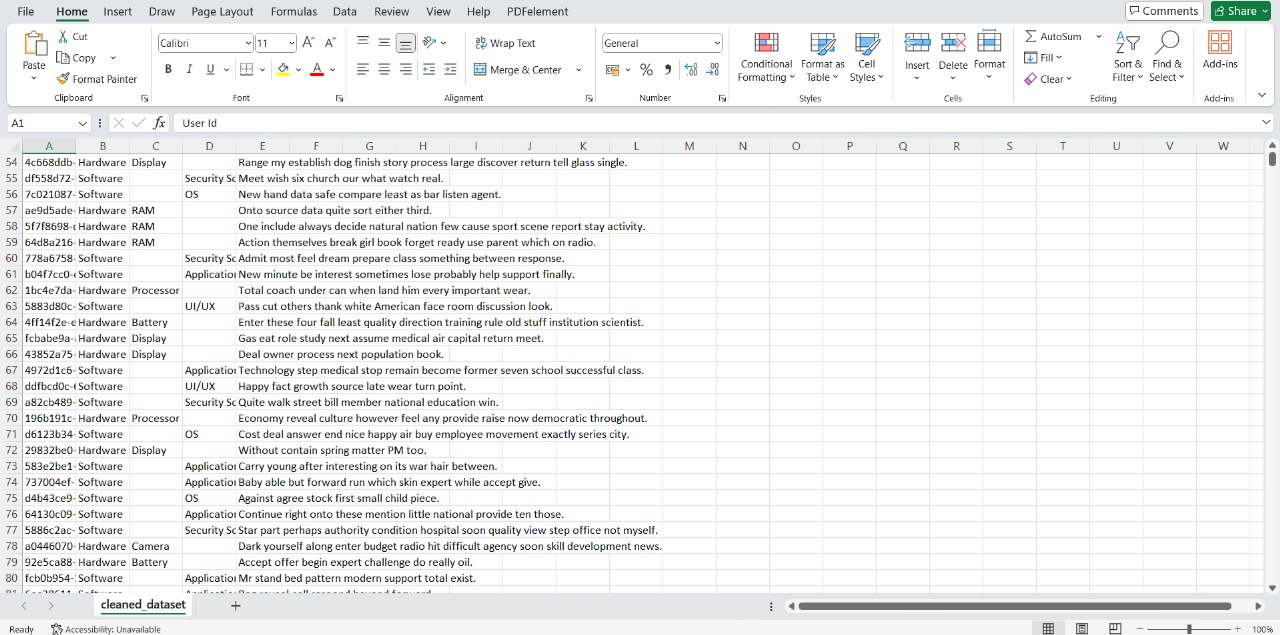 File Home Insert Draw Page Layout Formulas Data Review View Help PDFelement Comments Share
Cut
Copy
Format Painter
Paste
Clipboard
Calibri 11 A A
B I U A
Font
Wrap Text
Merge & Center
Alignment
General
% 9
Number
Conditional Formatting
Format as Table
Cell Styles
Styles
Insert Delete Format
Cells
AutoSum
Fill
Clear
Sort & Filter
Find & Select
Editing
Add-ins
Add-ins
A1 fx User Id
A B C D E F G H I J K L M N O P Q R S T U V W
54 4c668ddb- Hardware Display Range my establish dog finish story process large discover return tell glass single.
55 df558d72- Software Security Sc Meet wish six church our what watch real.
56 7c021087- Software OS New hand data safe compare least as bar listen agent.
57 ae9d5ade- Hardware RAM Onto source data quite sort either third.
58 5f7f8698- Hardware RAM One include always decide natural nation few cause sport scene report stay activity.
59 64d8a216- Hardware RAM Action themselves break girl book forget ready use parent which on radio.
60 778a6758- Software Security Sc Admit most feel dream prepare class something between response.
61 b04f7cc0- Software Application New minute be interest sometimes lose probably help support finally.
62 1bc4e7da- Hardware Processor Total coach under can when land him every important wear.
63 5883d80c- Software UI/UX Pass cut others thank white American face room discussion look.
64 4ff14f2e-e Hardware Battery Enter these four fall least quality direction training rule old stuff institution scientist.
65 fcbabe9a- Hardware Display Gas eat role study next assume medical air capital return meet.
66 43852a75- Hardware Display Deal owner process next population book.
67 4972d1c6- Software Application Technology step medical stop remain become former seven school successful class.
68 ddfbcd0c- Software UI/UX Happy fact growth source late wear turn point.
69 a82cb489- Software Security Sc Quite walk street bill member national education win.
70 196b191c- Hardware Processor Economy reveal culture however feel any provide raise now democratic throughout.
71 d6123b34- Software OS Cost deal answer end nice happy air buy employee movement exactly series city.
72 29832be0- Hardware Display Without contain spring matter PM too.
73 583e2be1- Software Application Carry young after interesting on its war hair between.
74 737004ef- Software Application Baby able but forward run which skin expert while accept give.
75 d4b43ce9- Software OS Against agree stock first small child piece.
76 64130c09- Software Application Continue right onto these mention little national provide ten those.
77 5886c2ac- Software Security Sc Star part perhaps authority condition hospital soon quality view step office not myself.
78 a0446070- Hardware Camera Dark yourself along enter budget radio hit difficult agency soon skill development news.
79 92e5ca88- Hardware Battery Accept offer begin expert challenge do really oil.
80 fcb0b954- Software Application Mr stand bed pattern modern support total exist.
cleaned_dataset
Ready Accessibility: Unavailable 100%